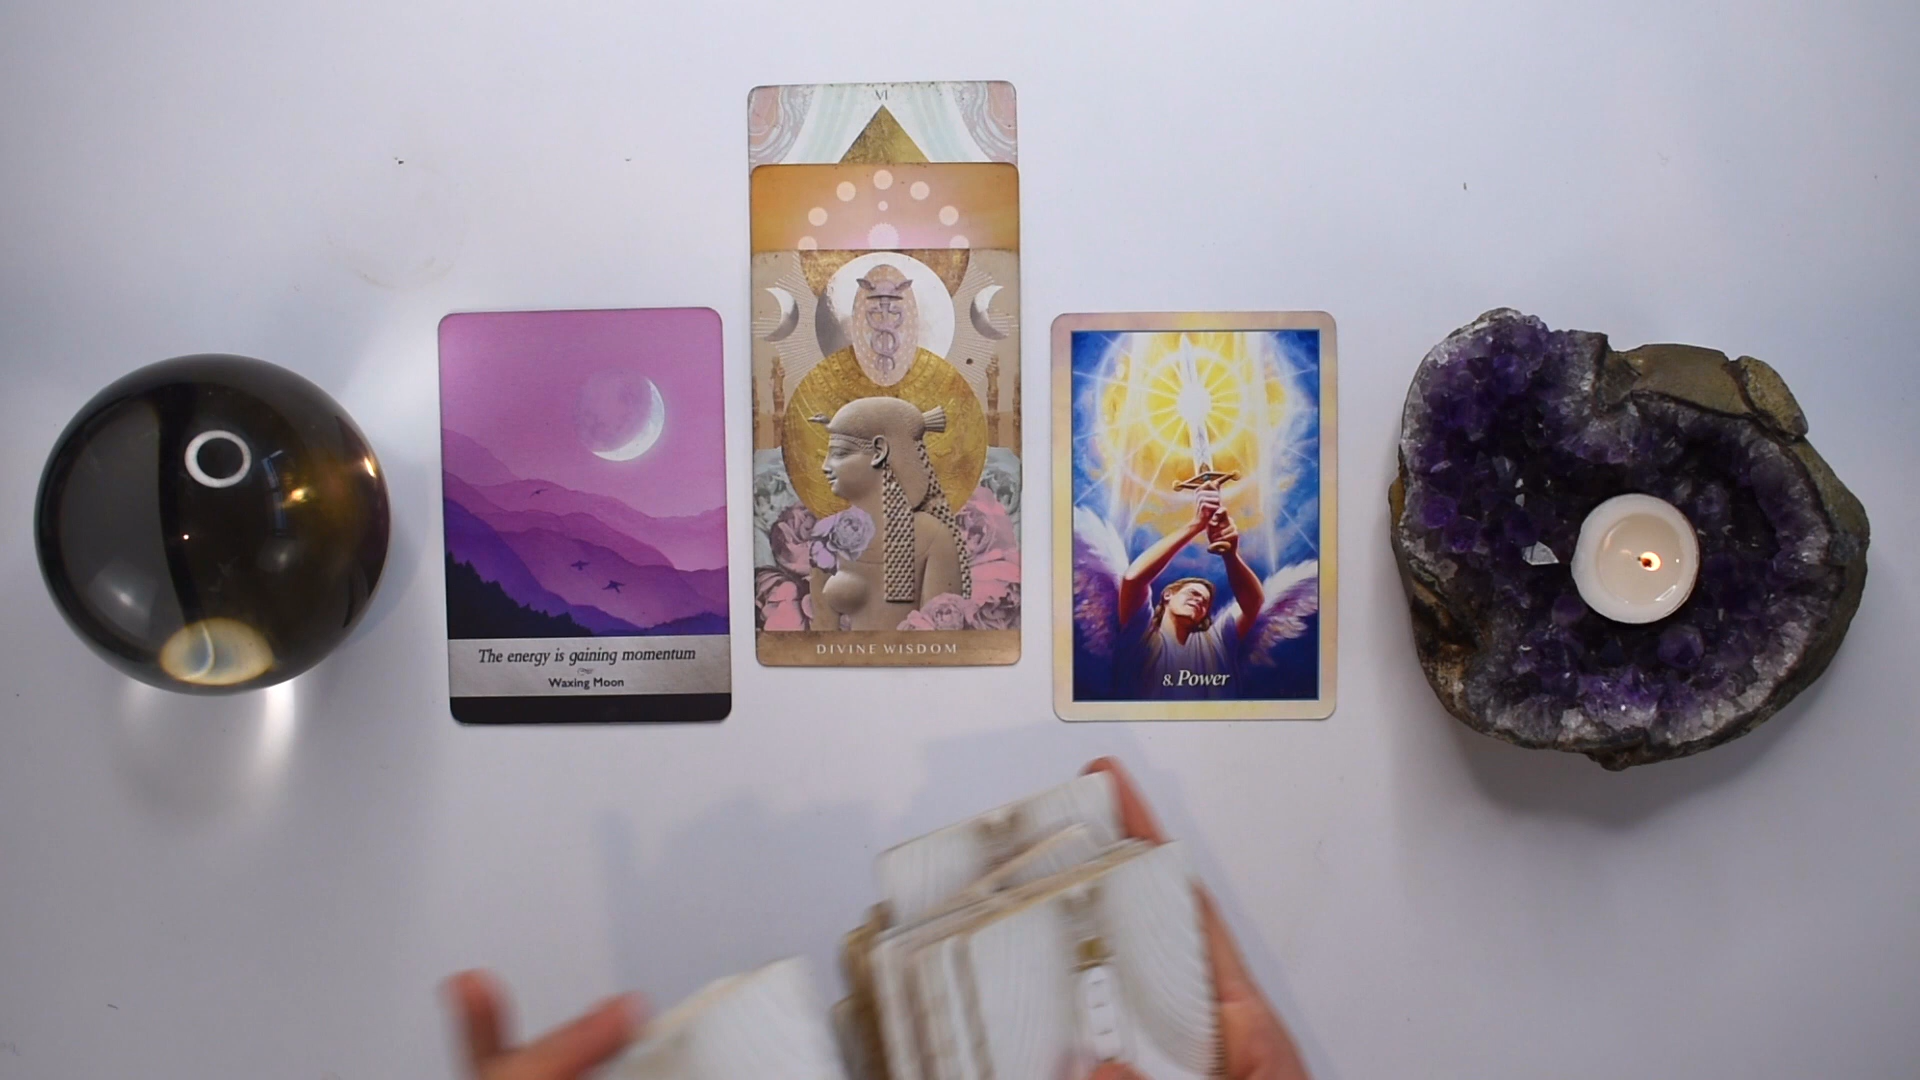 VI
The energy is gaining momentum
Waxing Moon
DIVINE WISDOM
8. Power